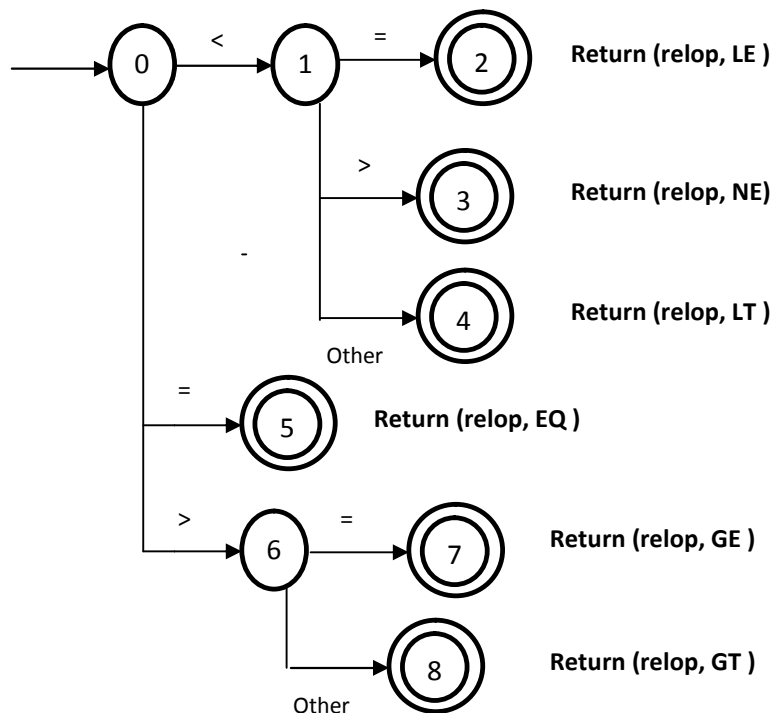 < =
0 1 2 Return (relop, LE )
>
3 Return (relop, NE)
-
4 Return (relop, LT )
Other
=
5 Return (relop, EQ )
> =
6 7 Return (relop, GE )
8 Return (relop, GT )
Other